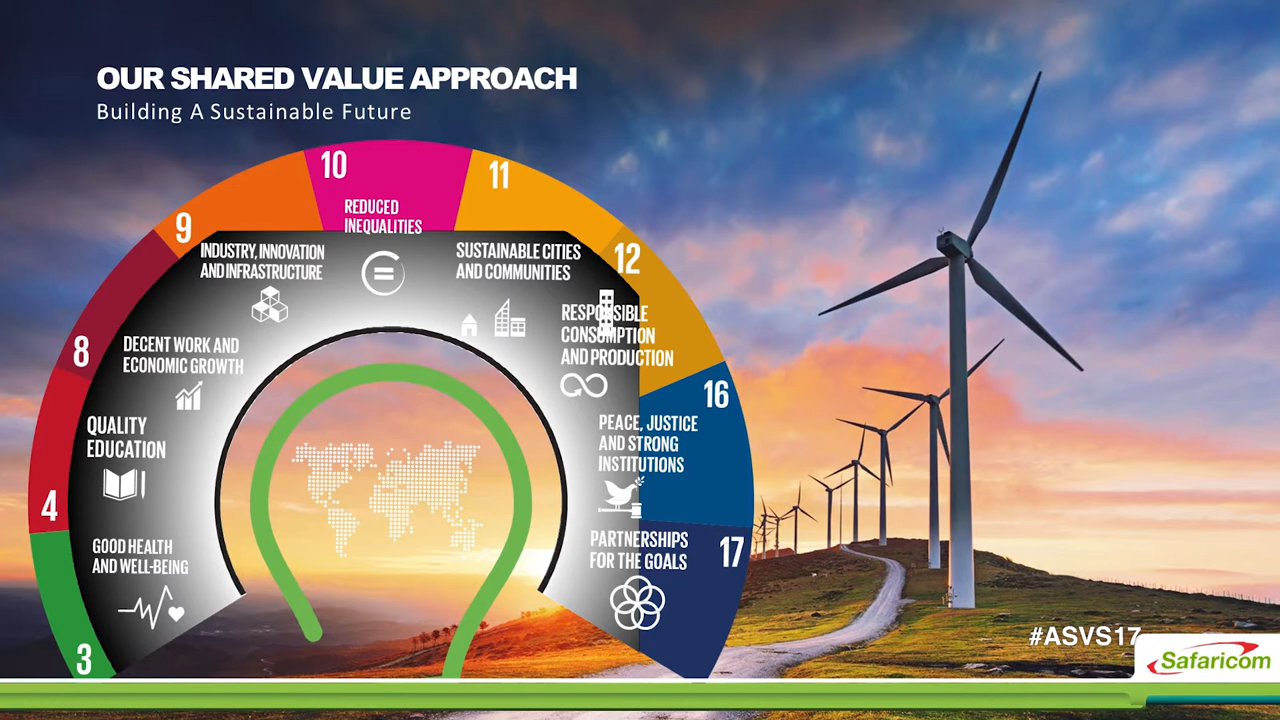 OUR SHARED VALUE APPROACH
Building A Sustainable Future
10
REDUCED
INEQUALITIES
11
SUSTAINABLE CITIES
AND COMMUNITIES
9
INDUSTRY, INNOVATION
AND INFRASTRUCTURE
12
RESPONSIBLE
CONSUMPTION
AND PRODUCTION
8
DECENT WORK AND
ECONOMIC GROWTH
16
PEACE, JUSTICE
AND STRONG
INSTITUTIONS
4
QUALITY
EDUCATION
17
PARTNERSHIPS
FOR THE GOALS
3
GOOD HEALTH
AND WELL-BEING
#ASVS17
Safaricom